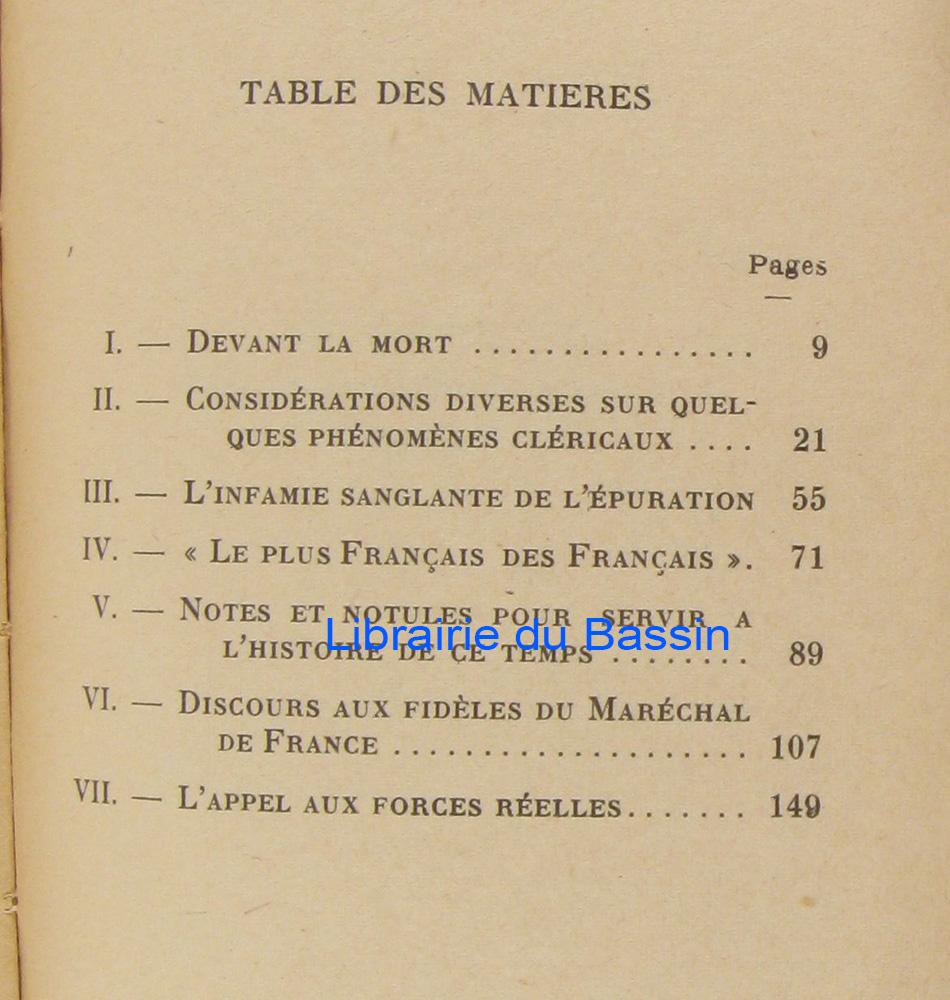 TABLE DES MATIERES
Pages
I. — DEVANT LA MORT ................ 9
II. — CONSIDÉRATIONS DIVERSES SUR QUEL-
QUES PHÉNOMÈNES CLÉRICAUX .... 21
III. — L'INFAMIE SANGLANTE DE L'ÉPURATION 55
IV. — « LE PLUS FRANÇAIS DES FRANÇAIS ». 71
V. — NOTES ET NOTULES POUR SERVIR A
Librairie du Bassin
L'HISTOIRE DE CE TEMPS ........ 89
VI. — DISCOURS AUX FIDÈLES DU MARÉCHAL
DE FRANCE .................... 107
VII. — L'APPEL AUX FORCES RÉELLES....... 149